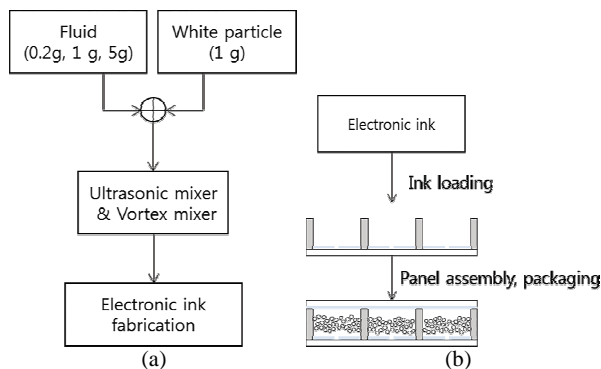 Fluid
(0.2g, 1 g, 5g)
White particle
(1 g)
Ultrasonic mixer
& Vortex mixer
Electronic ink
fabrication
(a)
Electronic ink
Ink loading
Panel assembly, packaging
(b)